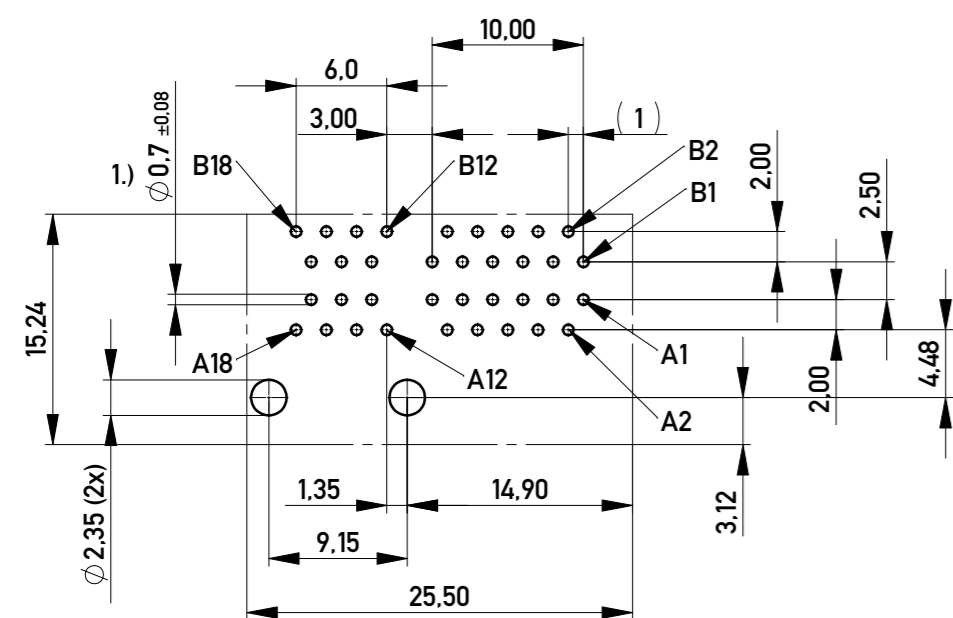 10,00
6,0
3,00
( 1 )
1.) ∅ 0,7 ±0,08
B18
B12
B2
B1
2,00
2,50
15,24
A18
A12
A1
A2
2,00
4,48
∅ 2,35 (2x)
1,35
14,90
3,12
9,15
25,50